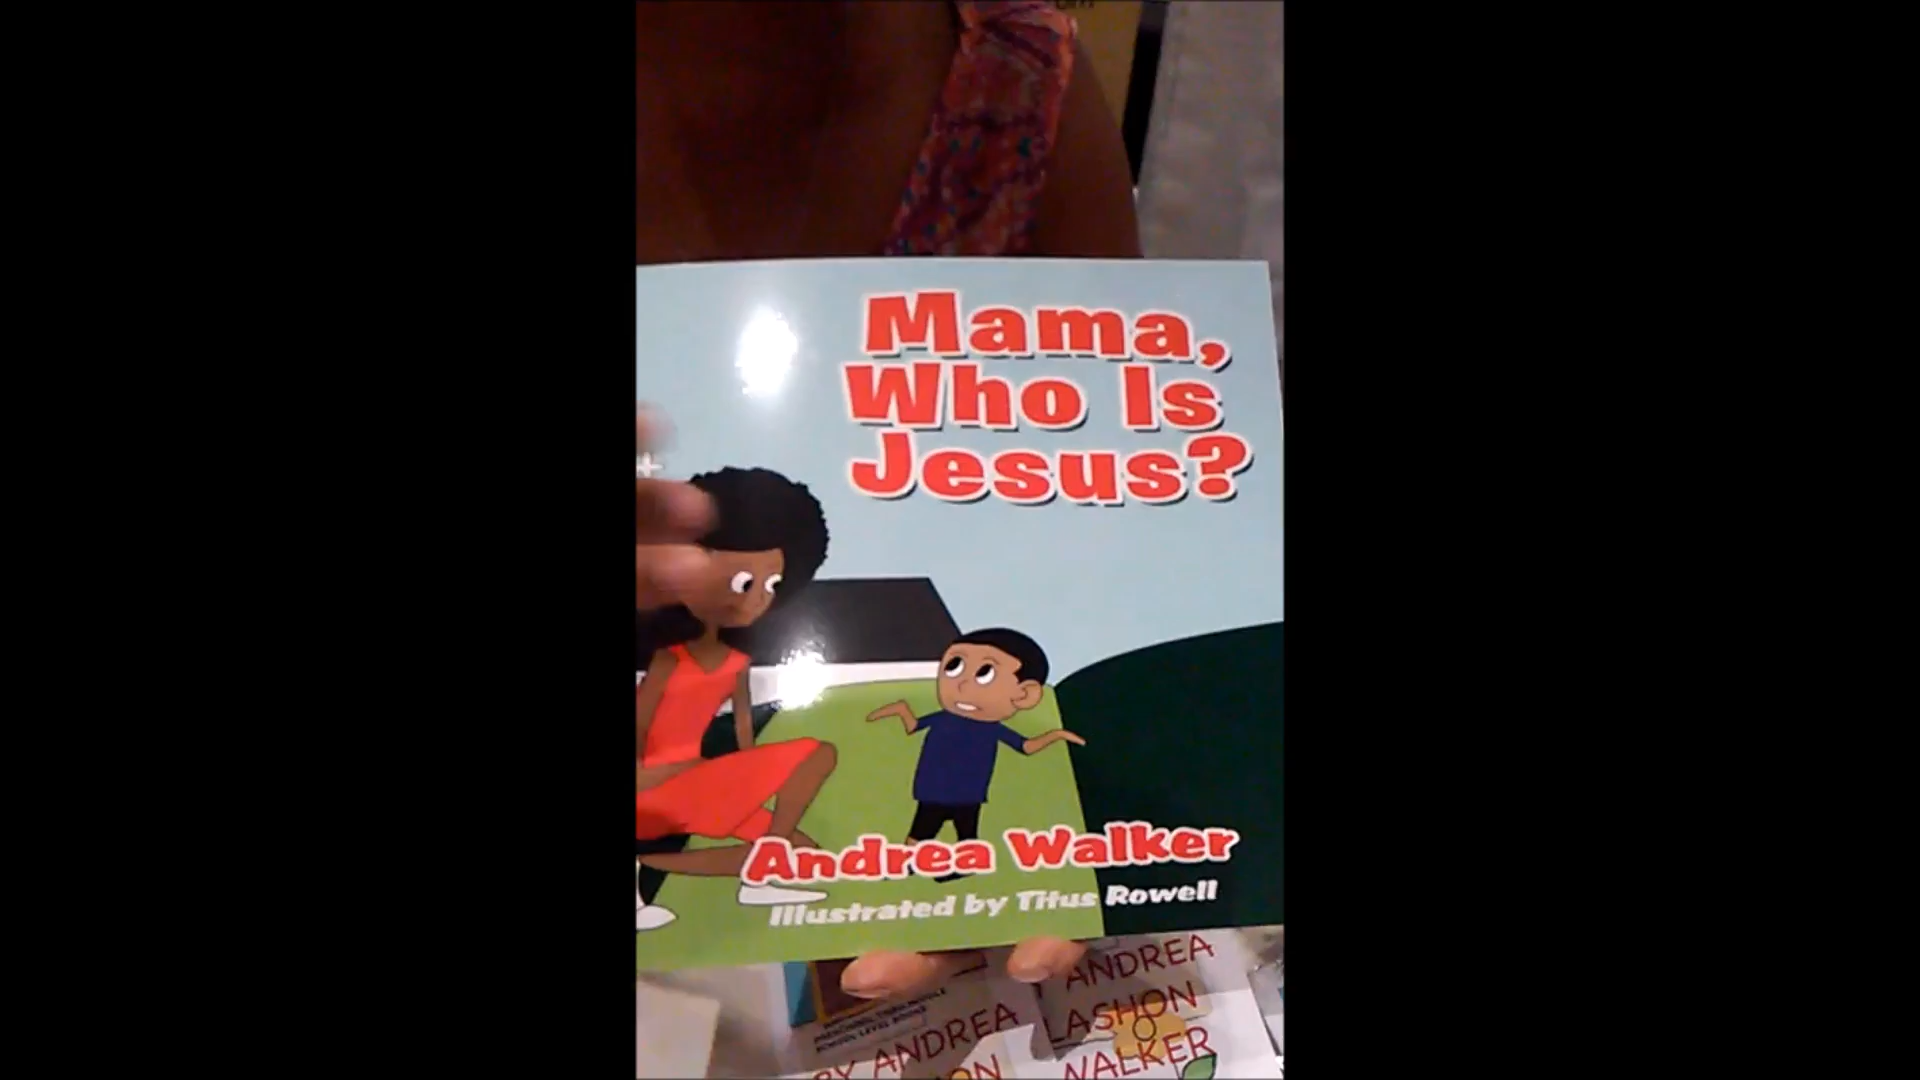 Mama,
Who Is
Jesus?
Andrea Walker
Illustrated by Titus Rowell
BY ANDREA
ANDREA
LASHON
WALKER